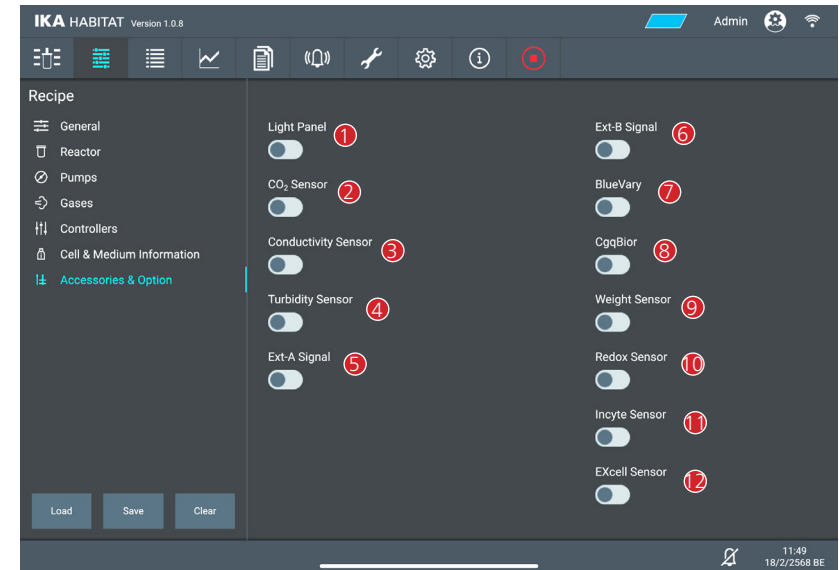 IKA HABITAT Version 1.0.8
Admin
Recipe
General
Reactor
Pumps
Gases
Controllers
Cell & Medium Information
Accessories & Option
Load
Save
Clear
Light Panel 1
CO₂ Sensor 2
Conductivity Sensor 3
Turbidity Sensor 4
Ext-A Signal 5
Ext-B Signal 6
BlueVary 7
CgqBior 8
Weight Sensor 9
Redox Sensor 10
Incyte Sensor 11
EXcell Sensor 12
11:49
18/2/2568 BE